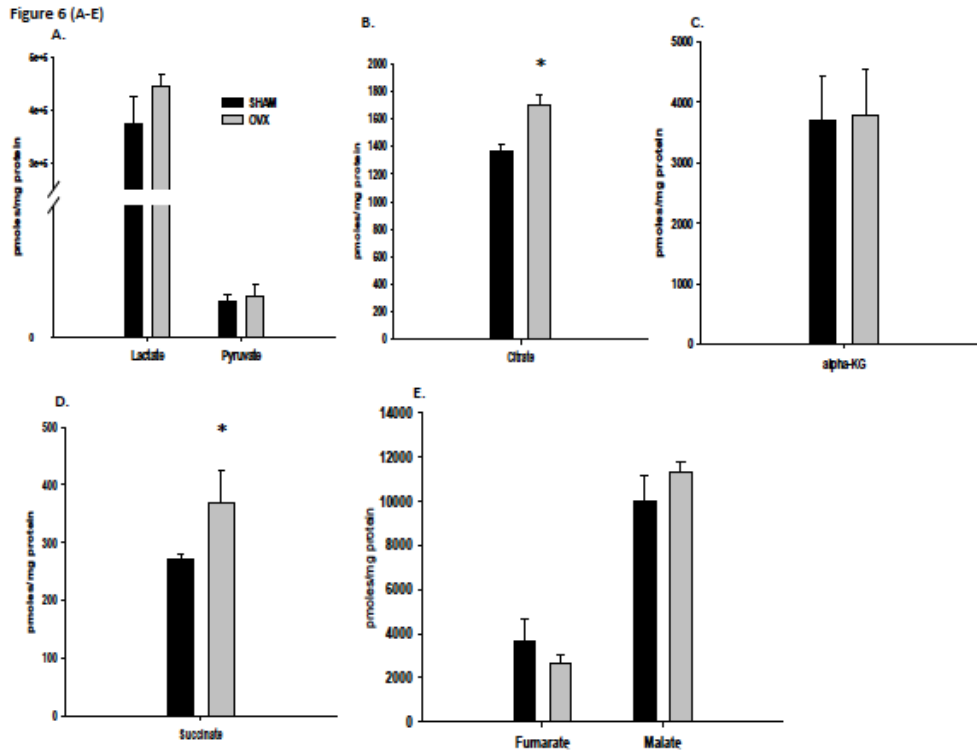 Figure 6 (A-E)
A.
pmoles/mg protein
4e+6
3e+6
0
Lactate Pyruvate
SHAM
OVX
B.
pmoles/mg protein
2000
1800
1600
1400
1200
1000
800
600
400
200
0
*
Citrate
C.
pmoles/mg protein
5000
4000
3000
2000
1000
0
alpha-KG
D.
pmoles/mg protein
500
400
300
200
100
0
*
Succinate
E.
pmoles/mg protein
14000
12000
10000
8000
6000
4000
2000
0
Fumarate Malate